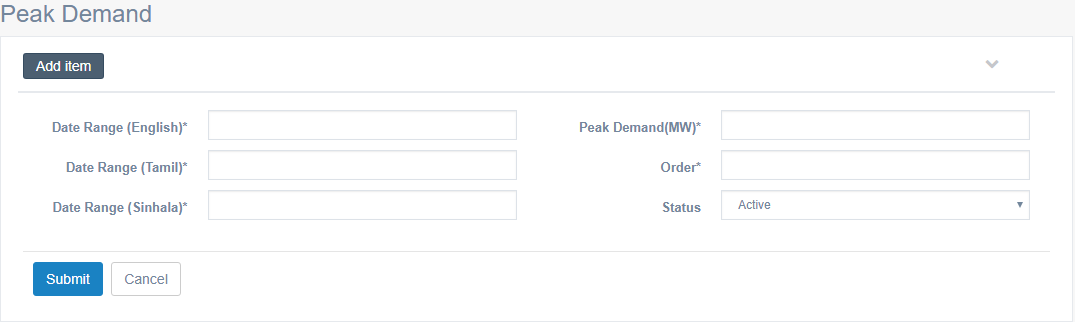 Peak Demand
Add item
Date Range (English)*
Peak Demand(MW)*
Date Range (Tamil)*
Order*
Date Range (Sinhala)*
Status
Active
Submit
Cancel